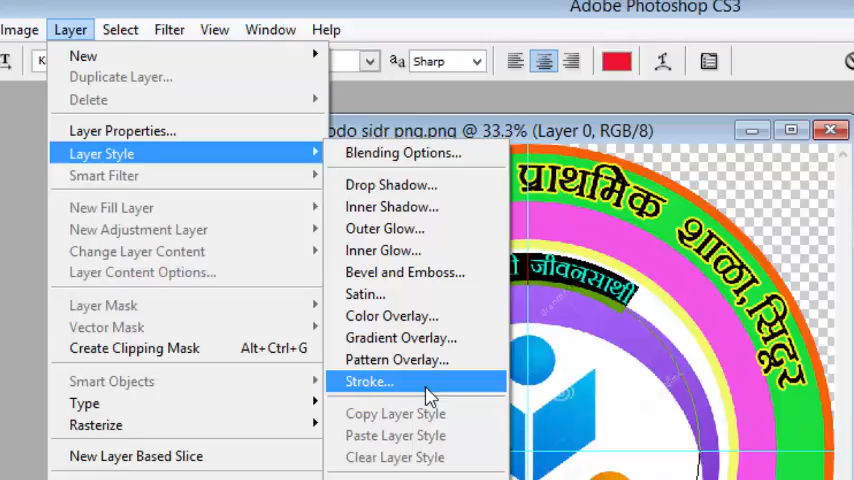 Adobe Photoshop CS3
Image Layer Select Filter View Window Help
T K aa Sharp
New
Duplicate Layer...
Delete
Layer Properties...
Layer Style
Smart Filter
New Fill Layer
New Adjustment Layer
Change Layer Content
Layer Content Options...
Layer Mask
Vector Mask
Create Clipping Mask Alt+Ctrl+G
Smart Objects
Type
Rasterize
New Layer Based Slice
Blending Options...
Drop Shadow...
Inner Shadow...
Outer Glow...
Inner Glow...
Bevel and Emboss...
Satin...
Color Overlay...
Gradient Overlay...
Pattern Overlay...
Stroke...
Copy Layer Style
Paste Layer Style
Clear Layer Style
odo sidr png.png @ 33.3% (Layer 0, RGB/8)
प्राथमिक शाळा, सिदूर
जीवनसाथी